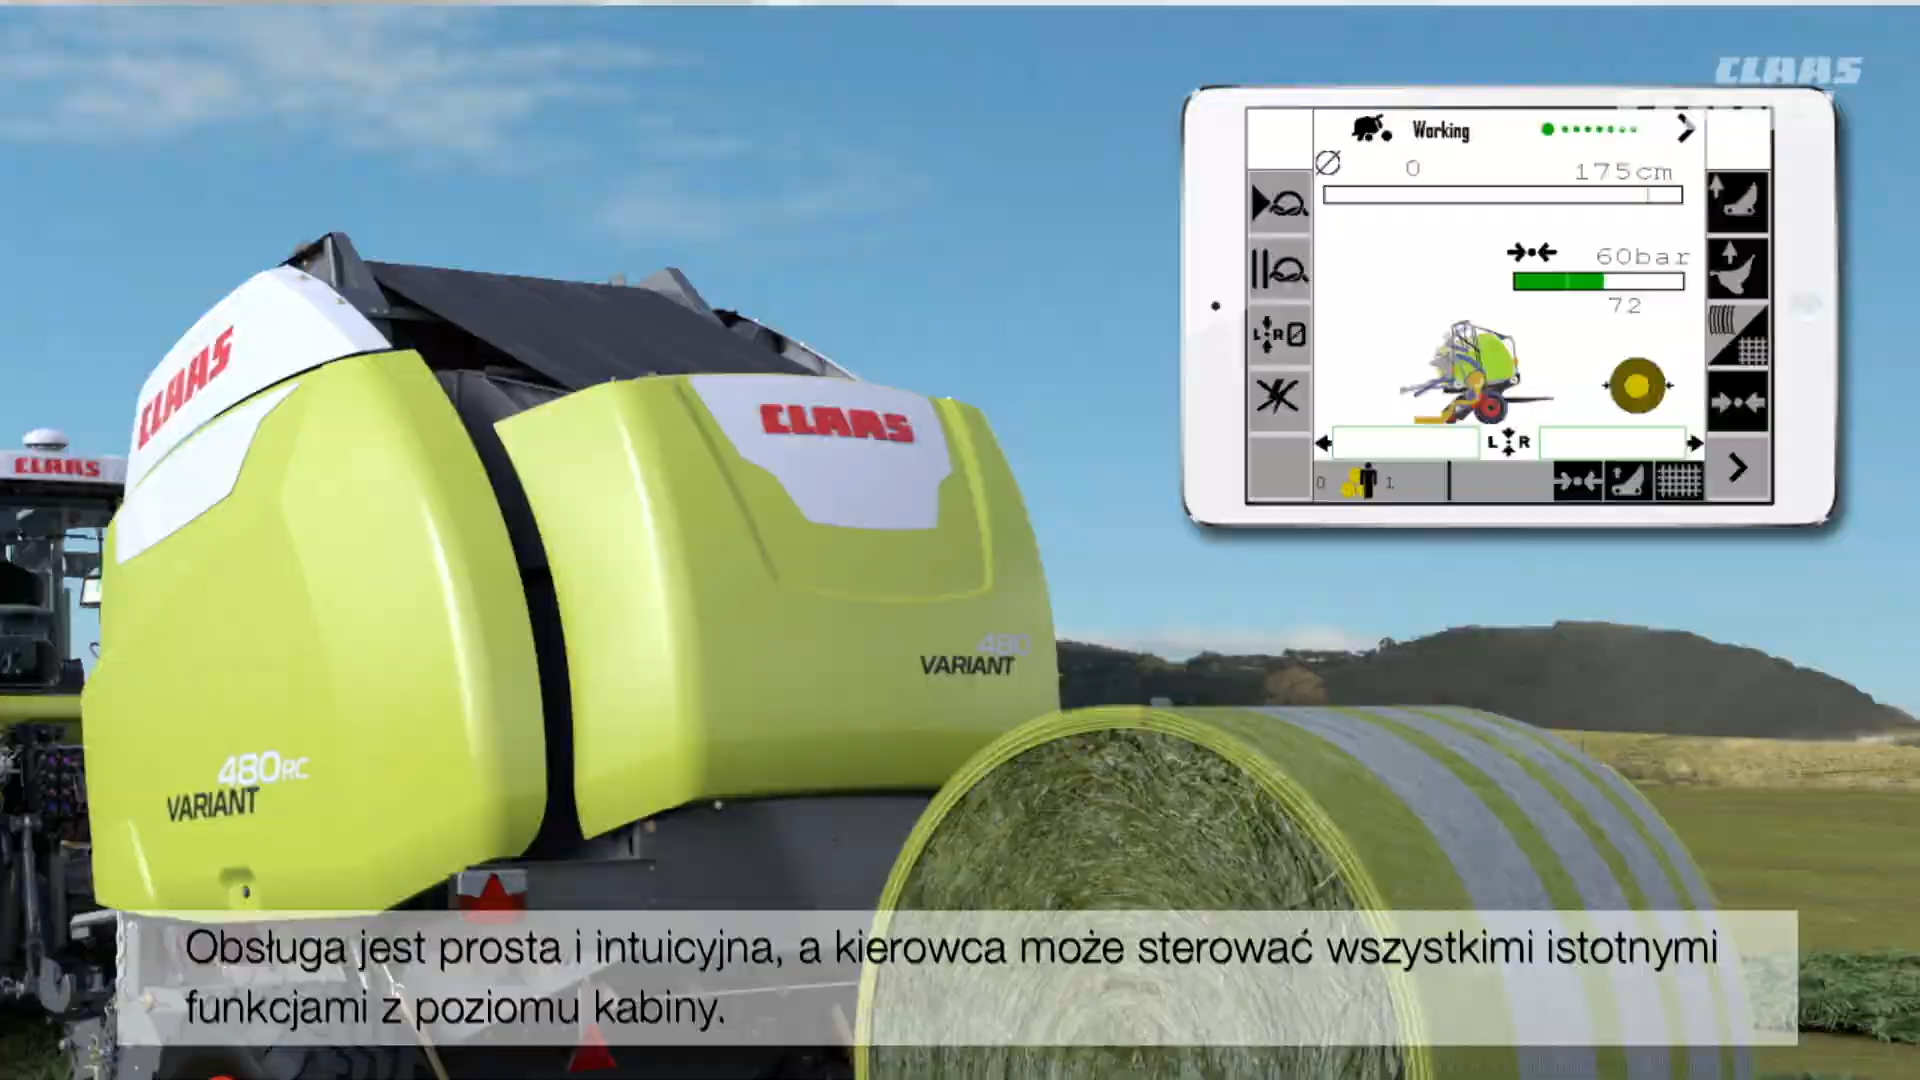 CLAAS
Working
0 175cm
60bar
72
L R
L R
0 1
CLAAS
CLAAS
CLAAS
480
VARIANT
480RC
VARIANT
Obsługa jest prosta i intuicyjna, a kierowca może sterować wszystkimi istotnymi
funkcjami z poziomu kabiny.